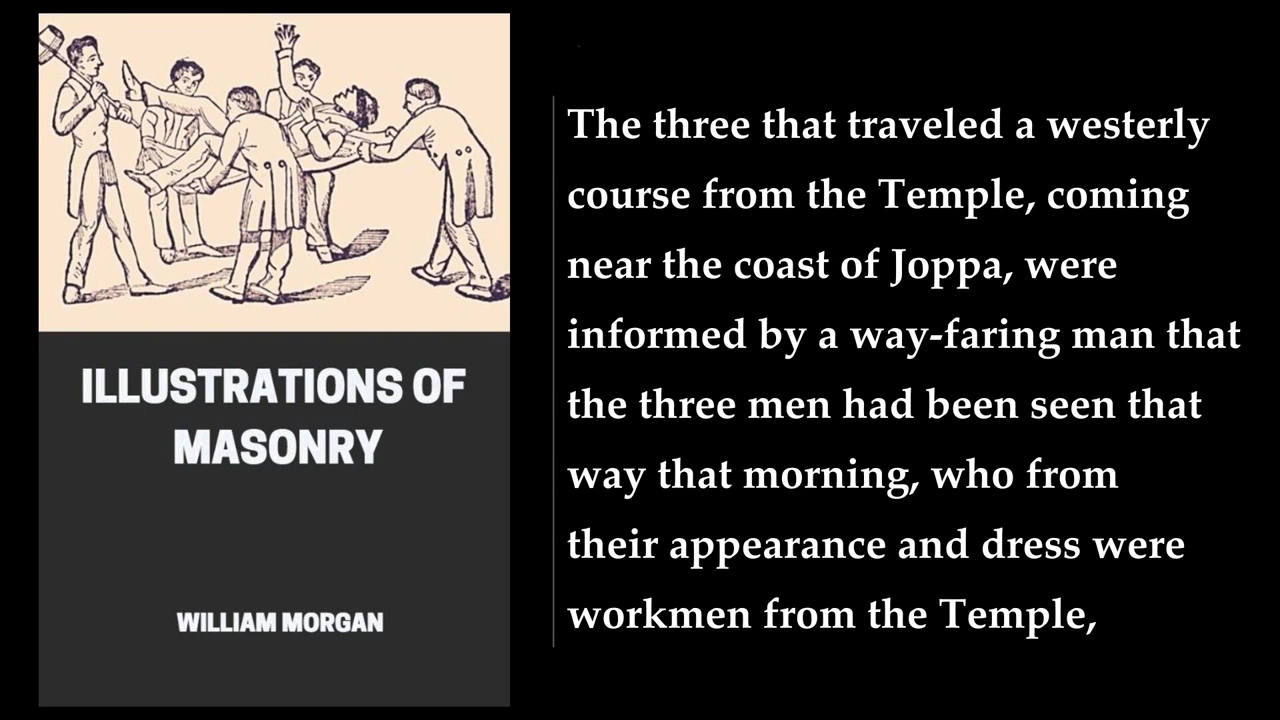 ILLUSTRATIONS OF
MASONRY
WILLIAM MORGAN
The three that traveled a westerly
course from the Temple, coming
near the coast of Joppa, were
informed by a way-faring man that
the three men had been seen that
way that morning, who from
their appearance and dress were
workmen from the Temple,